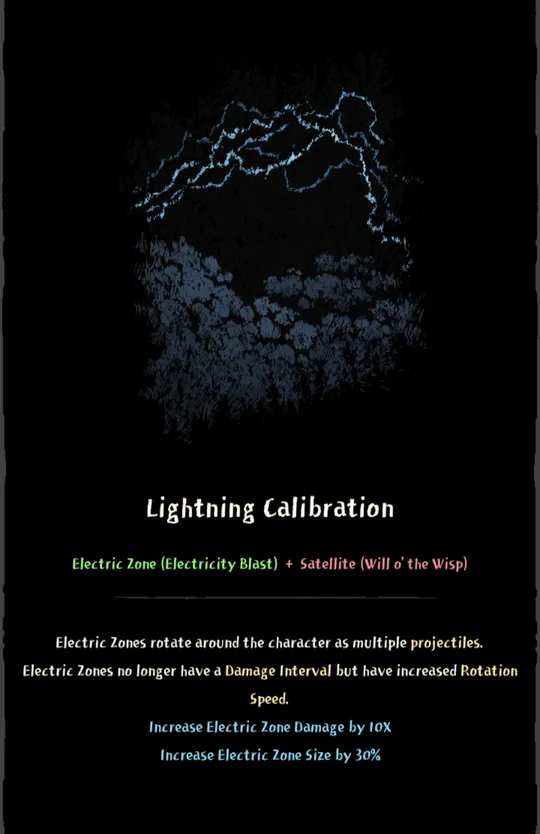 Lightning Calibration
Electric Zone (Electricity Blast) + Satellite (Will o' the Wisp)
Electric Zones rotate around the character as multiple projectiles.
Electric Zones no longer have a Damage Interval but have increased Rotation
Speed.
Increase Electric Zone Damage by 10X
Increase Electric Zone Size by 30%